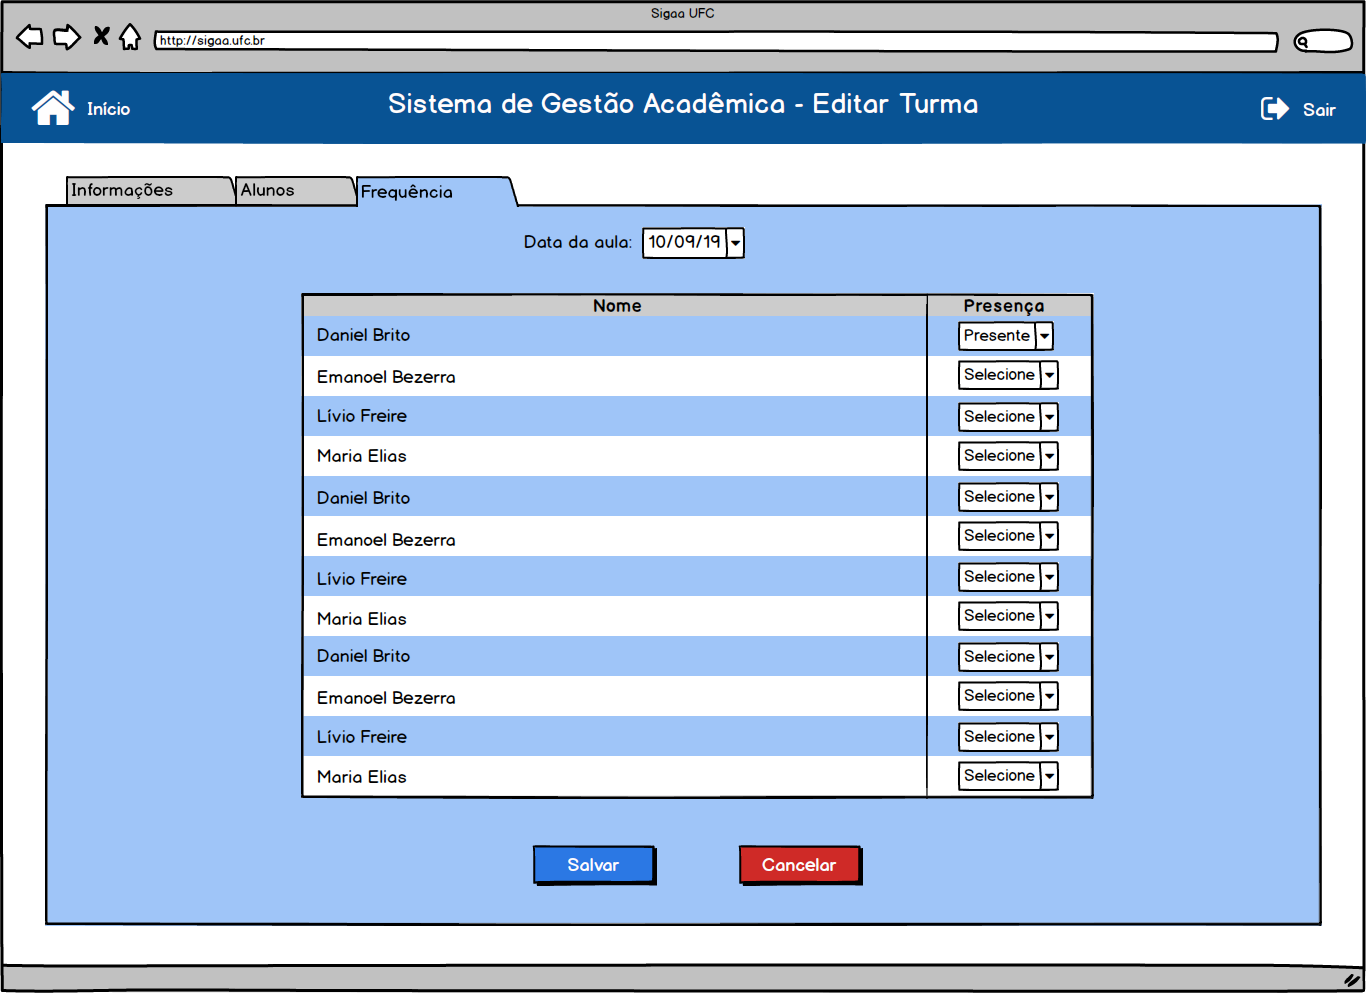 Sigaa UFC
http://sigaa.ufc.br
Início
Sistema de Gestão Acadêmica - Editar Turma
Sair
Informações
Alunos
Frequência
Data da aula: 10/09/19
Nome Presença
Daniel Brito Presente
Emanoel Bezerra Selecione
Lívio Freire Selecione
Maria Elias Selecione
Daniel Brito Selecione
Emanoel Bezerra Selecione
Lívio Freire Selecione
Maria Elias Selecione
Daniel Brito Selecione
Emanoel Bezerra Selecione
Lívio Freire Selecione
Maria Elias Selecione
Salvar
Cancelar